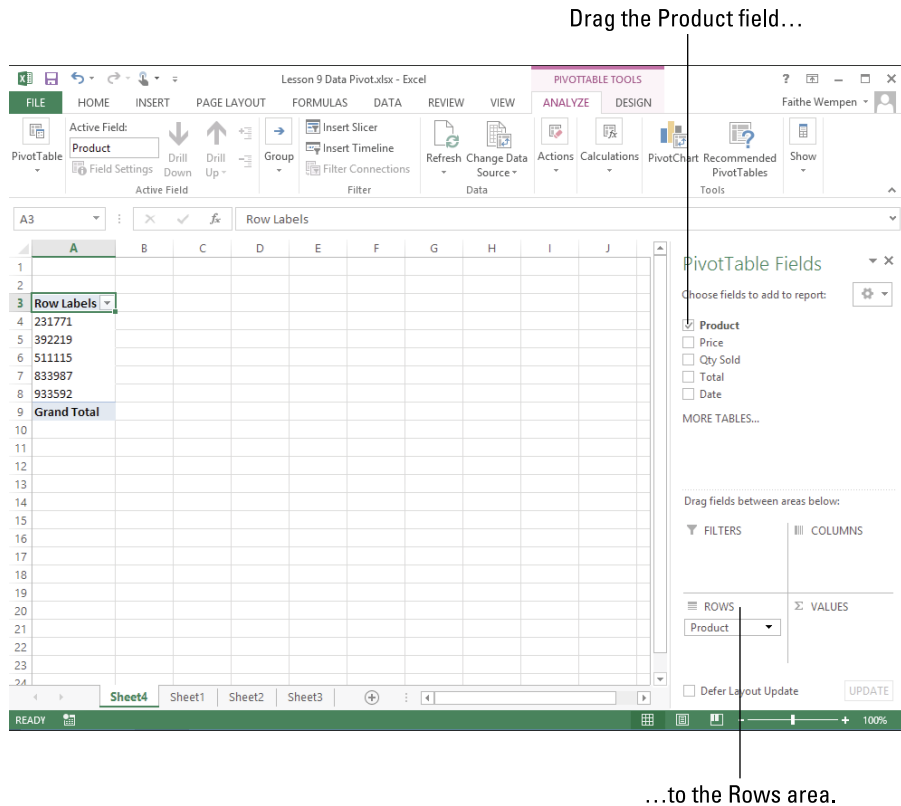 Drag the Product field...
Lesson 9 Data Pivot.xlsx - Excel
PIVOTTABLE TOOLS
?
FILE HOME INSERT PAGE LAYOUT FORMULAS DATA REVIEW VIEW ANALYZE DESIGN Faithe Wempen
PivotTable
Active Field:
Product
Field Settings
Drill Down
Drill Up
Active Field
Group
Insert Slicer
Insert Timeline
Filter Connections
Filter
Refresh
Change Data Source
Data
Actions
Calculations
PivotChart
Recommended PivotTables
Tools
Show
A3
fx
Row Labels
A B C D E F G H I J
1
2
3 Row Labels
4 231771
5 392219
6 511115
7 833987
8 933592
9 Grand Total
10
11
12
13
14
15
16
17
18
19
20
21
22
23
24
PivotTable Fields
Choose fields to add to report:
Product
Price
Qty Sold
Total
Date
MORE TABLES...
Drag fields between areas below:
FILTERS
COLUMNS
ROWS
Σ VALUES
Product
Defer Layout Update
UPDATE
Sheet4 Sheet1 Sheet2 Sheet3
READY
100%
...to the Rows area.